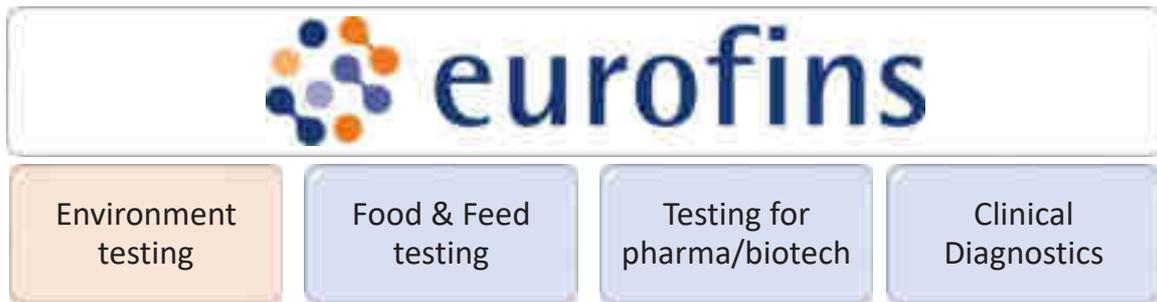 eurofins
Environment
testing
Food & Feed
testing
Testing for
pharma/biotech
Clinical
Diagnostics